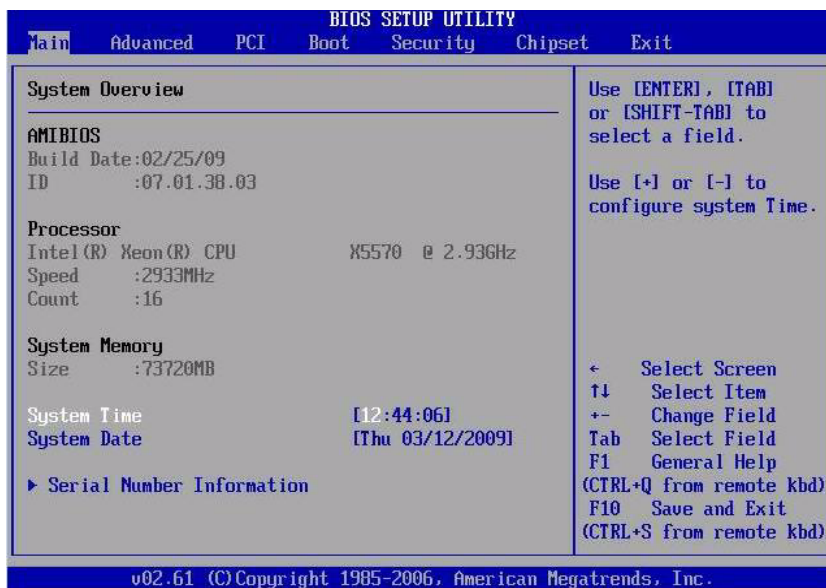 BIOS SETUP UTILITY
Main Advanced PCI Boot Security Chipset Exit
System Overview
AMIBIOS
Build Date:02/25/09
ID :07.01.38.03
Processor
Intel(R) Xeon(R) CPU X5570 @ 2.93GHz
Speed :2933MHz
Count :16
System Memory
Size :73720MB
System Time [12:44:06]
System Date [Thu 03/12/2009]
▶ Serial Number Information
Use [ENTER], [TAB]
or [SHIFT-TAB] to
select a field.
Use [+] or [-] to
configure system Time.
← Select Screen
↑↓ Select Item
+- Change Field
Tab Select Field
F1 General Help
(CTRL+Q from remote kbd)
F10 Save and Exit
(CTRL+S from remote kbd)
v02.61 (C)Copyright 1985-2006, American Megatrends, Inc.